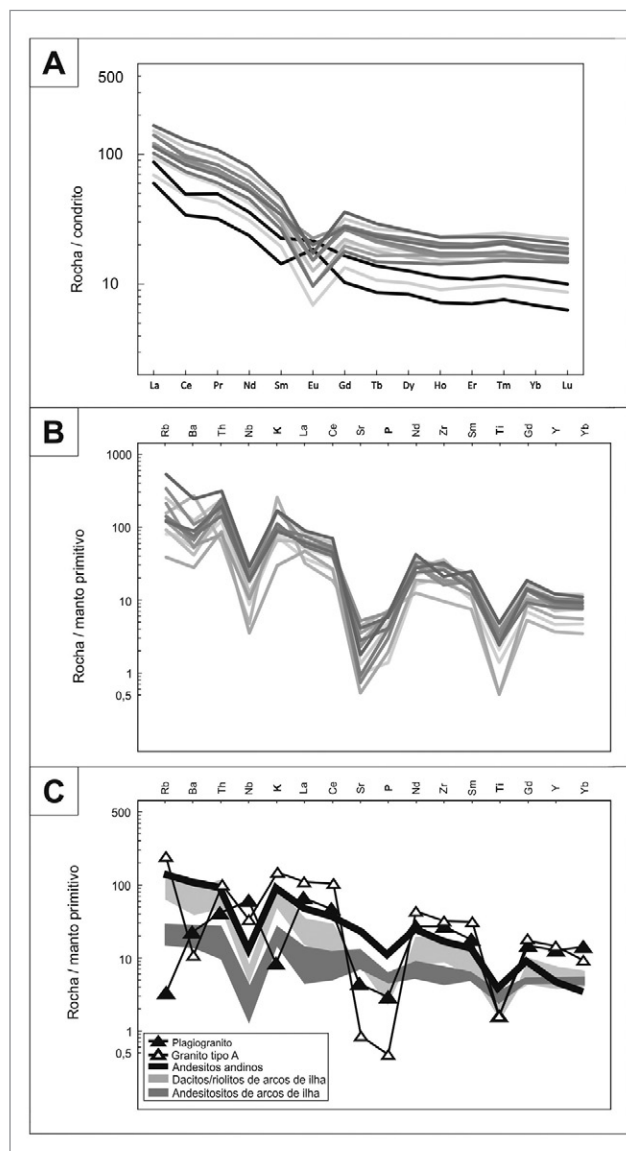 A
500
100
10
Rocha / condrito
La Ce Pr Nd Sm Eu Gd Tb Dy Ho Er Tm Yb Lu
B
Rb Ba Th Nb K La Ce Sr P Nd Zr Sm Ti Gd Y Yb
1000
100
10
1
0,5
Rocha / manto primitivo
C
Rb Ba Th Nb K La Ce Sr P Nd Zr Sm Ti Gd Y Yb
500
100
10
1
0,5
Rocha / manto primitivo
Plagiogranito
Granito tipo A
Andesitos andinos
Dacitos/riolitos de arcos de ilha
Andesitositos de arcos de ilha